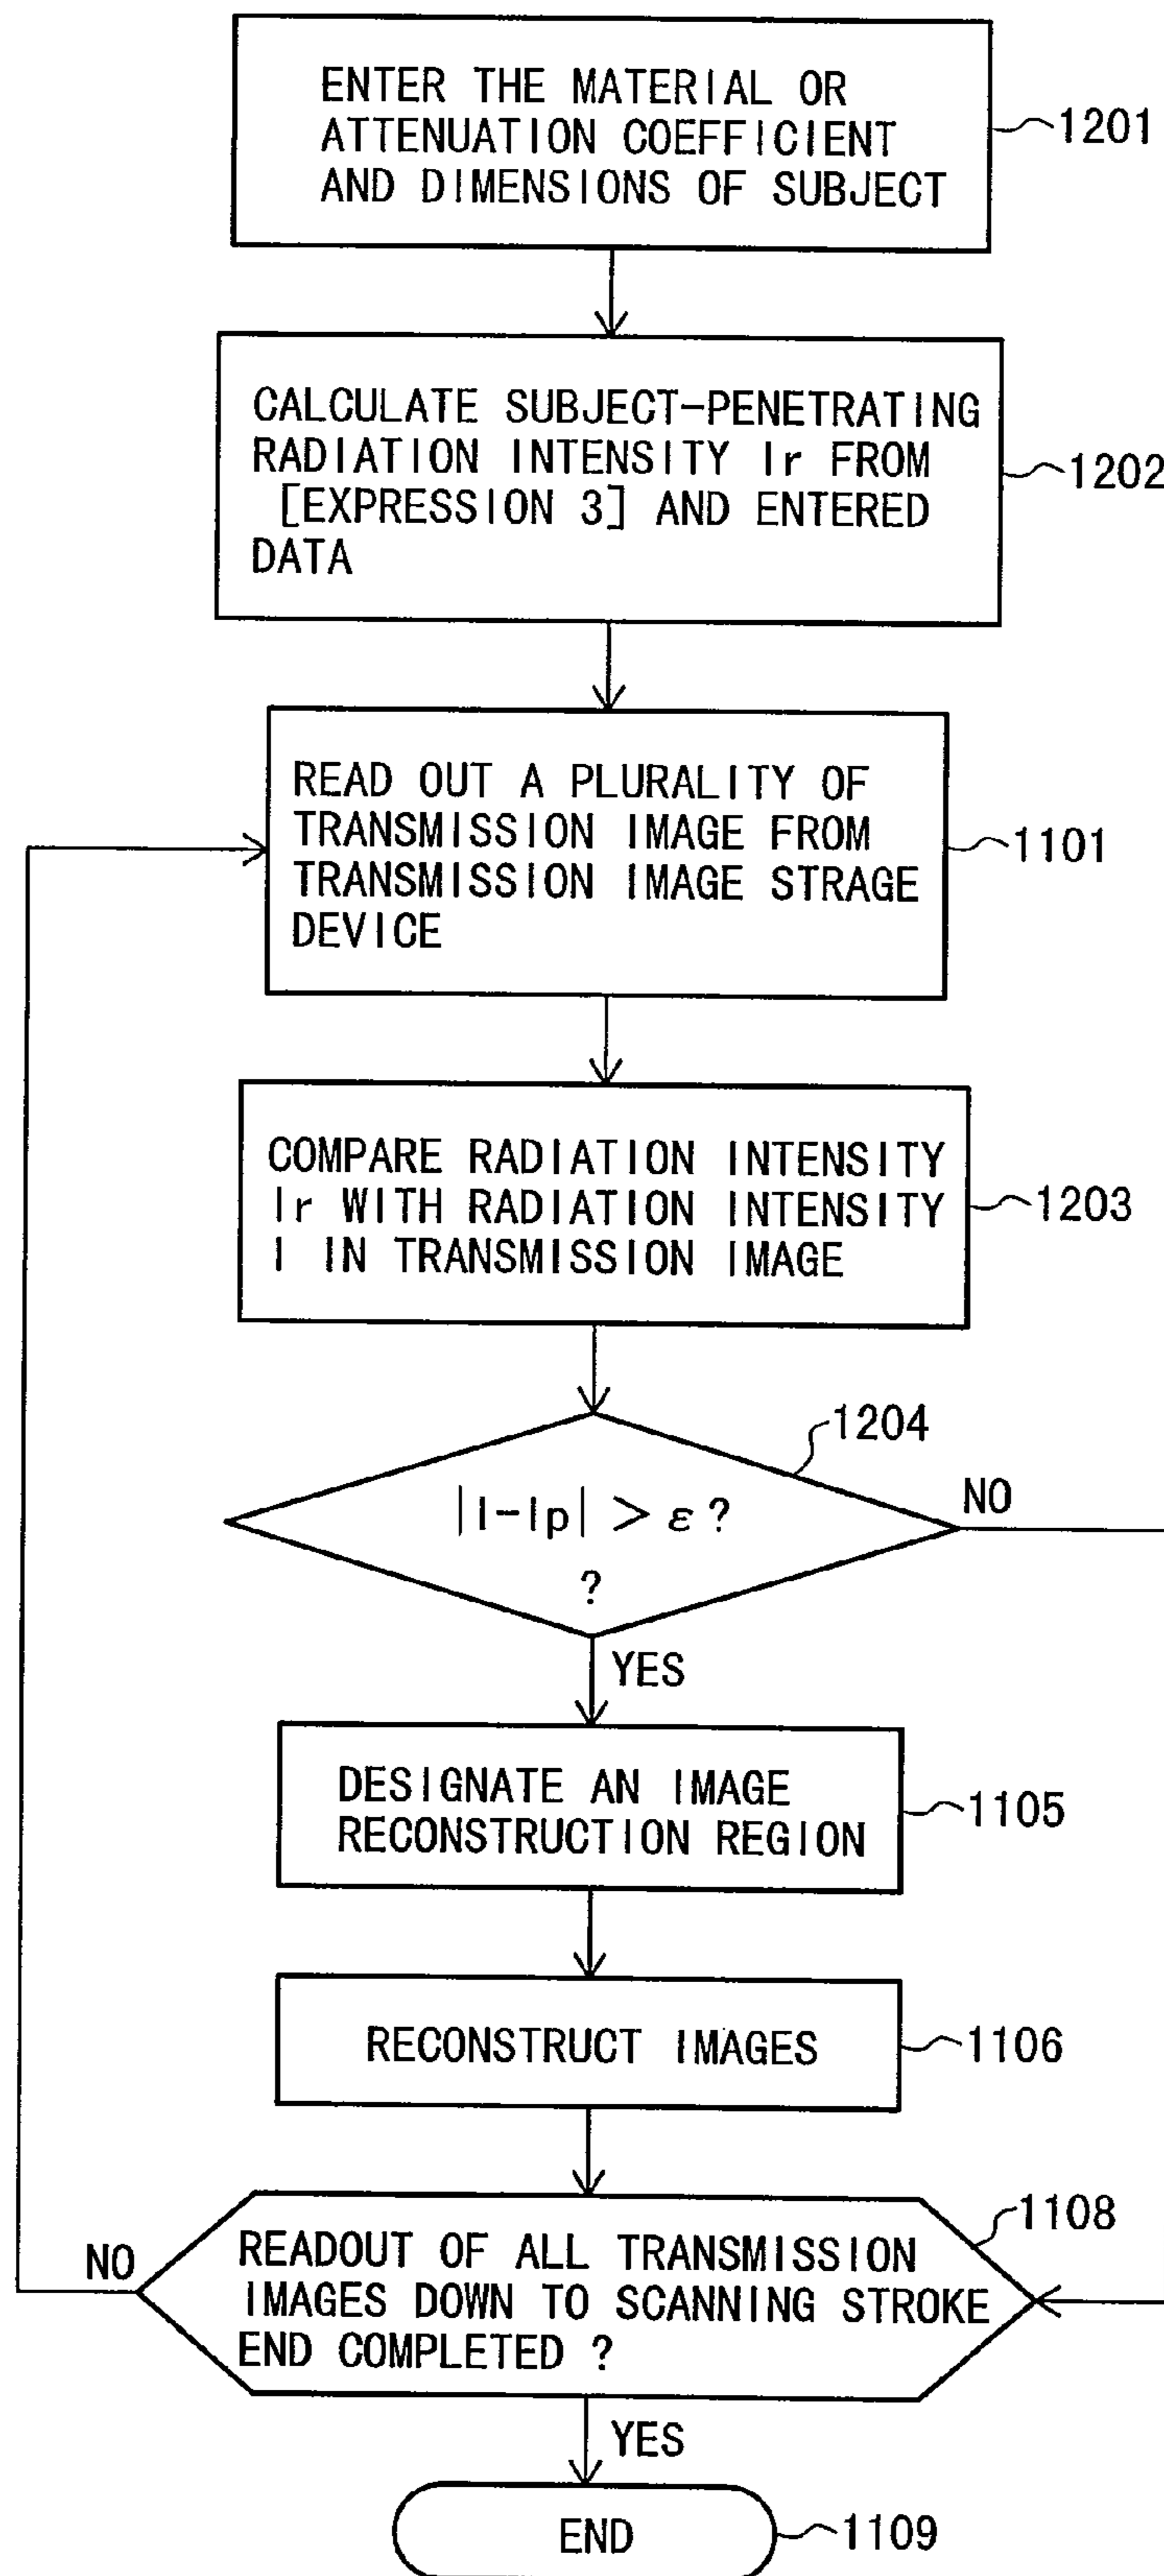 ENTER THE MATERIAL OR
ATTENUATION COEFFICIENT
AND DIMENSIONS OF SUBJECT
1201
CALCULATE SUBJECT-PENETRATING
RADIATION INTENSITY Ir FROM
[EXPRESSION 3] AND ENTERED
DATA
1202
READ OUT A PLURALITY OF
TRANSMISSION IMAGE FROM
TRANSMISSION IMAGE STRAGE
DEVICE
1101
COMPARE RADIATION INTENSITY
Ir WITH RADIATION INTENSITY
I IN TRANSMISSION IMAGE
1203
1204
|I-Ip| > ε ?
?
NO
YES
DESIGNATE AN IMAGE
RECONSTRUCTION REGION
1105
RECONSTRUCT IMAGES
1106
1108
NO
READOUT OF ALL TRANSMISSION
IMAGES DOWN TO SCANNING STROKE
END COMPLETED ?
YES
END
1109